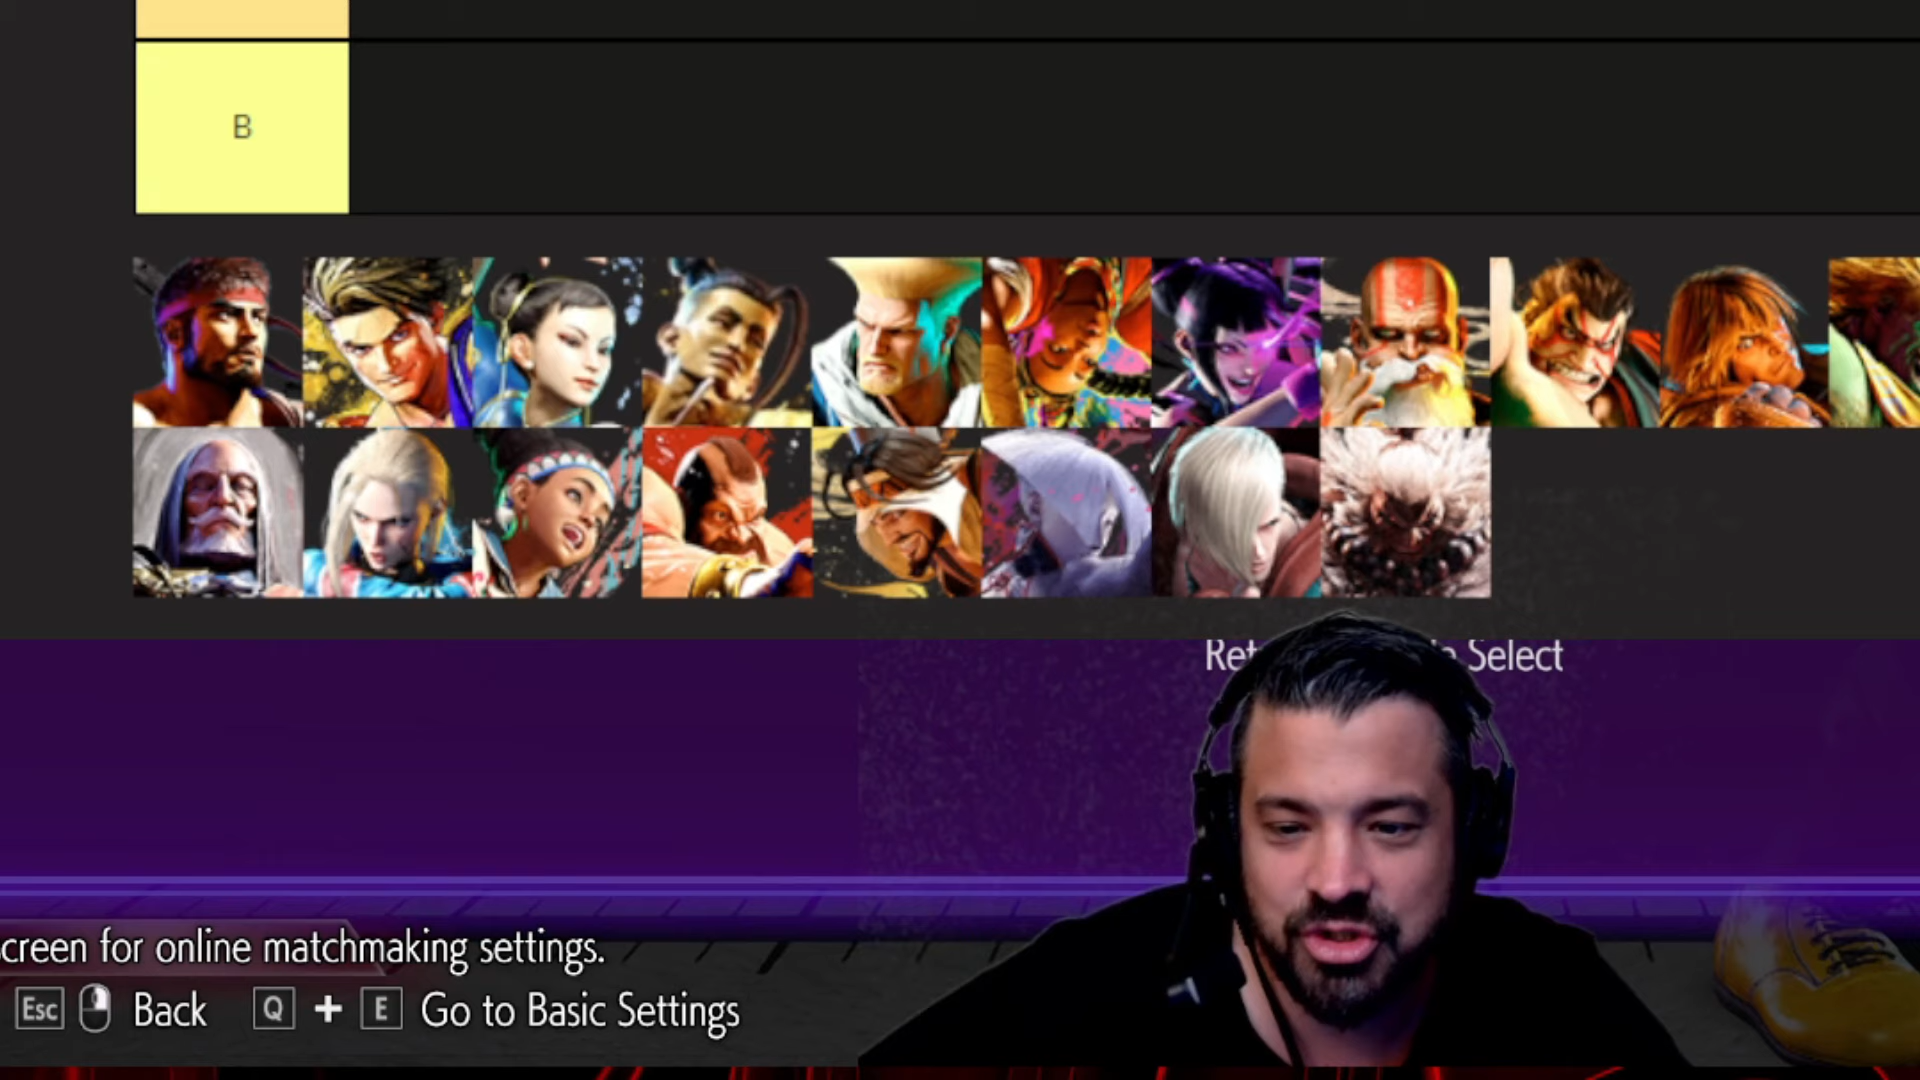 B
Ret
Select
creen for online matchmaking settings.
Esc Back Q + E Go to Basic Settings